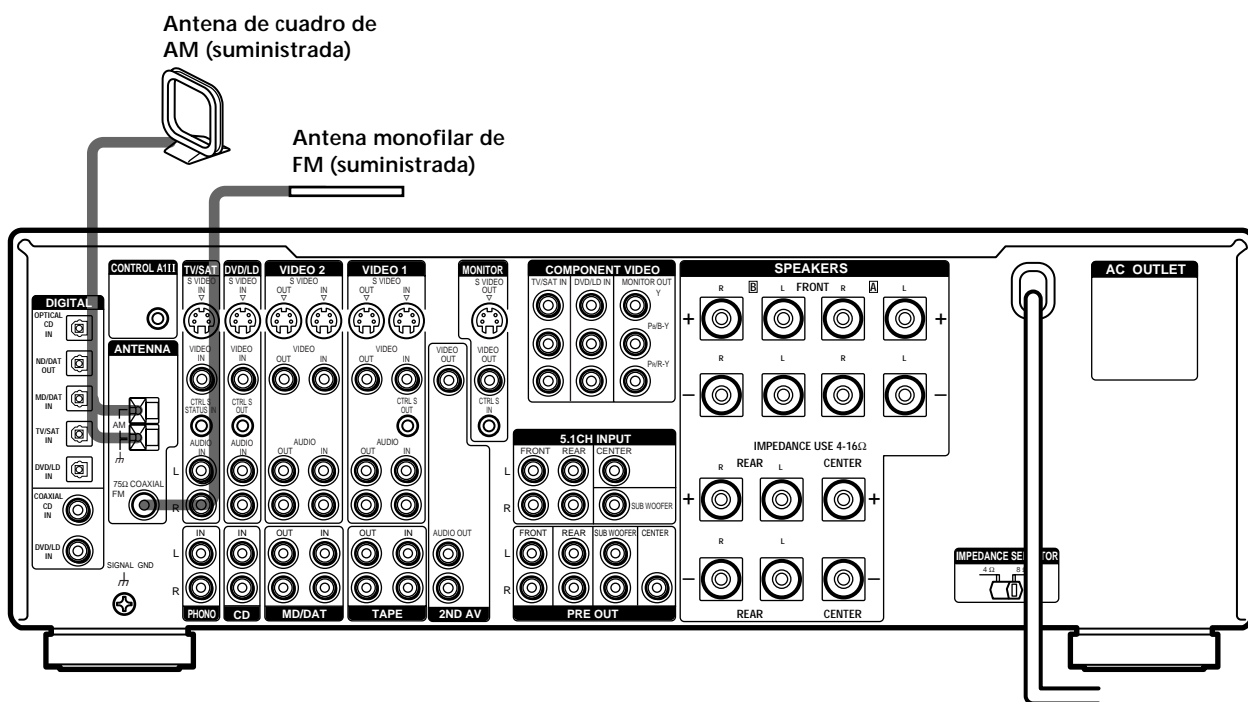 Antena de cuadro de
AM (suministrada)
Antena monofilar de
FM (suministrada)
DIGITAL
OPTICAL
CD
IN
ND/DAT
OUT
MD/DAT
IN
TV/SAT
IN
DVD/LD
IN
COAXIAL
CD
IN
DVD/LD
IN
CONTROL A1II
ANTENNA
AM
75Ω COAXIAL
FM
SIGNAL GND
TV/SAT
S VIDEO
IN
VIDEO
IN
CTRL S
STATUS IN
AUDIO
IN
L
R
DVD/LD
S VIDEO
IN
VIDEO
IN
CTRL S
OUT
AUDIO
IN
VIDEO 2
S VIDEO
OUT IN
VIDEO
OUT IN
AUDIO
OUT IN
VIDEO 1
S VIDEO
OUT IN
VIDEO
OUT IN
CTRL S
OUT
AUDIO
OUT IN
MONITOR
S VIDEO
OUT
VIDEO
OUT
CTRL S
IN
VIDEO
OUT
AUDIO OUT
2ND AV
IN
L
R
PHONO
IN
CD
OUT IN
MD/DAT
OUT IN
TAPE
COMPONENT VIDEO
TV/SAT IN DVD/LD IN MONITOR OUT
Y
PB/B-Y
PR/R-Y
5.1CH INPUT
FRONT REAR CENTER
L
R
SUB WOOFER
FRONT REAR SUB WOOFER CENTER
L
R
PRE OUT
SPEAKERS
R B L FRONT R A L
+ +
R L R L
– –
IMPEDANCE USE 4-16Ω
R REAR L CENTER
+ +
R L
– –
REAR CENTER
AC OUTLET
4 Ω 8